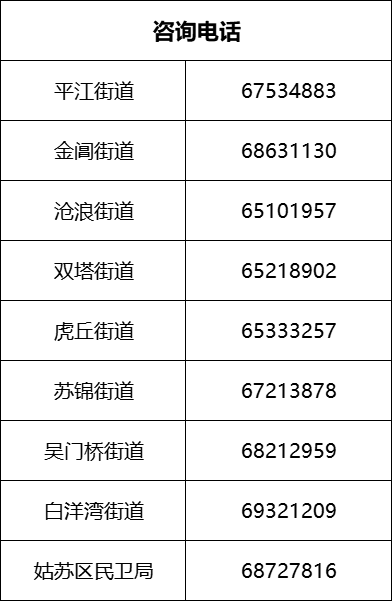 咨询电话
平江街道 67534883
金阊街道 68631130
沧浪街道 65101957
双塔街道 65218902
虎丘街道 65333257
苏锦街道 67213878
吴门桥街道 68212959
白洋湾街道 69321209
姑苏区民卫局 68727816